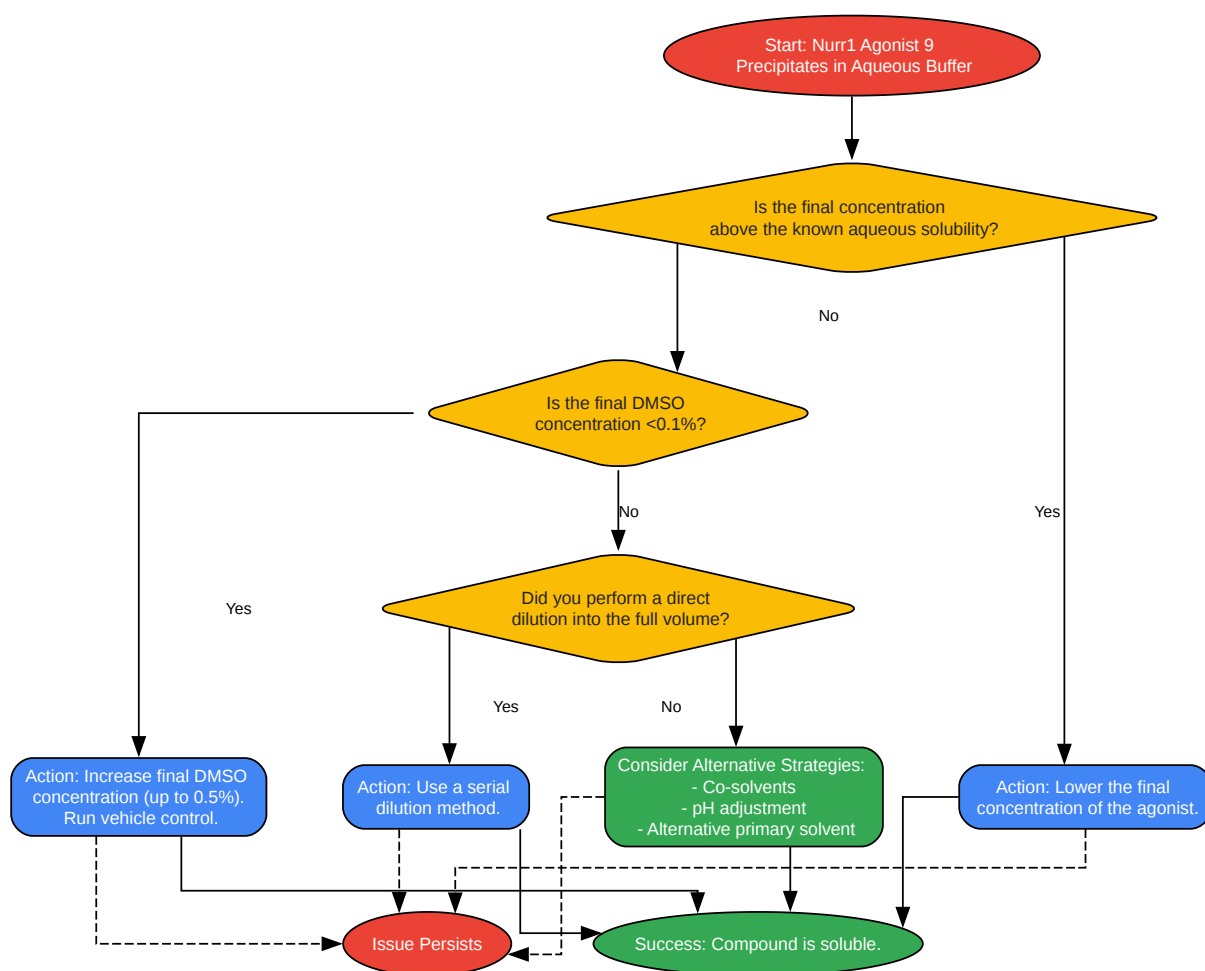 Start: Nurr1 Agonist 9
Precipitates in Aqueous Buffer
Is the final concentration
above the known aqueous solubility?
No
Is the final DMSO
concentration <0.1%?
No
Yes
Did you perform a direct
dilution into the full volume?
Yes
Yes
No
Action: Increase final DMSO
concentration (up to 0.5%).
Run vehicle control.
Action: Use a serial
dilution method.
Consider Alternative Strategies:
- Co-solvents
- pH adjustment
- Alternative primary solvent
Action: Lower the final
concentration of the agonist.
Issue Persists
Success: Compound is soluble.